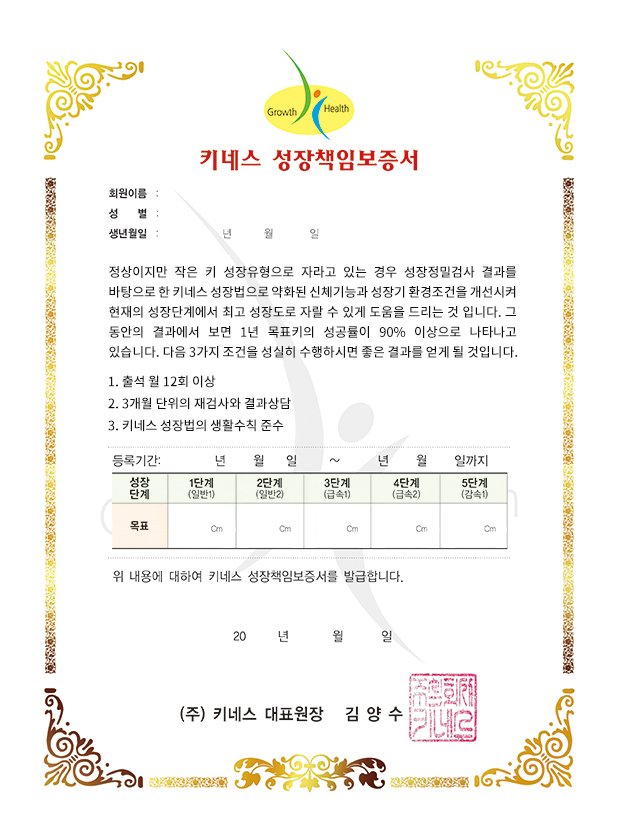 Growth Health
키네스 성장책임보증서
회원이름 :
성 별 :
생년월일 : 년 월 일
정상이지만 작은 키 성장유형으로 자라고 있는 경우 성장정밀검사 결과를
바탕으로 한 키네스 성장법으로 약화된 신체기능과 성장기 환경조건을 개선시켜
현재의 성장단계에서 최고 성장도로 자랄 수 있게 도움을 드리는 것 입니다. 그
동안의 결과에서 보면 1년 목표키의 성공률이 90% 이상으로 나타나고
있습니다. 다음 3가지 조건을 성실히 수행하시면 좋은 결과를 얻게 될 것입니다.
1. 출석 월 12회 이상
2. 3개월 단위의 재검사와 결과상담
3. 키네스 성장법의 생활수칙 준수
등록기간: 년 월 일 ~ 년 월 일까지
성장 단계 1단계 (일반1) 2단계 (일반2) 3단계 (급속1) 4단계 (급속2) 5단계 (감속1)
목표 Cm Cm Cm Cm Cm
위 내용에 대하여 키네스 성장책임보증서를 발급합니다.
20 년 월 일
(주) 키네스 대표원장 김 양 수